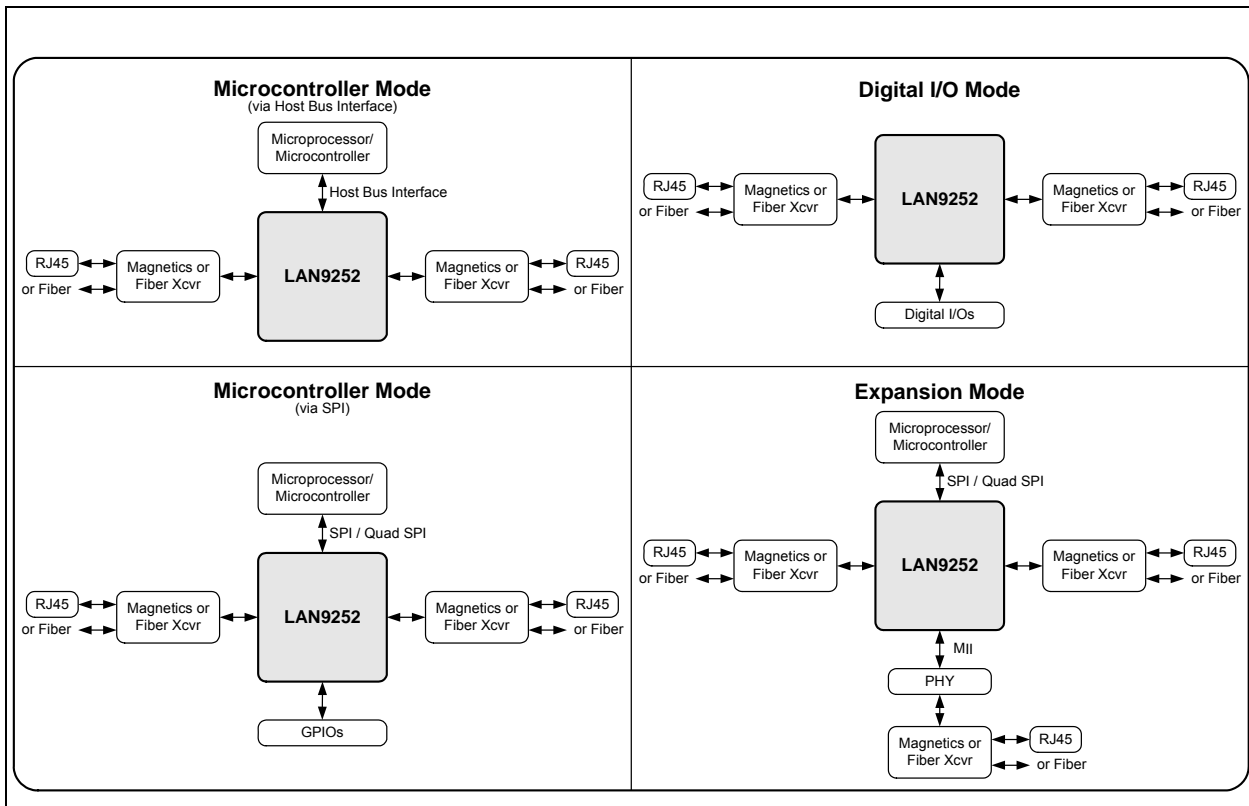 Microcontroller Mode
(via Host Bus Interface)
Microprocessor/
Microcontroller
Host Bus Interface
LAN9252
RJ45
or Fiber
Magnetics or
Fiber Xcvr
Magnetics or
Fiber Xcvr
RJ45
or Fiber
Digital I/O Mode
LAN9252
RJ45
or Fiber
Magnetics or
Fiber Xcvr
Magnetics or
Fiber Xcvr
RJ45
or Fiber
Digital I/Os
Microcontroller Mode
(via SPI)
Microprocessor/
Microcontroller
SPI / Quad SPI
LAN9252
RJ45
or Fiber
Magnetics or
Fiber Xcvr
Magnetics or
Fiber Xcvr
RJ45
or Fiber
GPIOs
Expansion Mode
Microprocessor/
Microcontroller
SPI / Quad SPI
LAN9252
RJ45
or Fiber
Magnetics or
Fiber Xcvr
Magnetics or
Fiber Xcvr
RJ45
or Fiber
MII
PHY
Magnetics or
Fiber Xcvr
RJ45
or Fiber